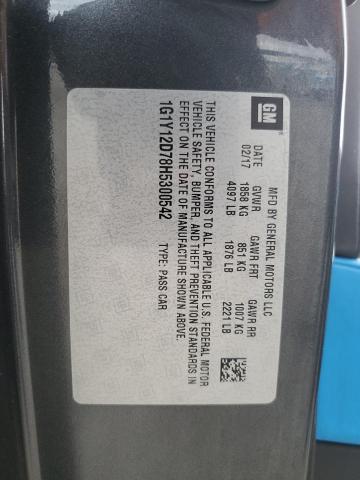 GM
MFD BY GENERAL MOTORS LLC
DATE GVWR GAWR FRT GAWR RR
02/17 1858 KG 851 KG 1007 KG
4097 LB 1876 LB 2221 LB
THIS VEHICLE CONFORMS TO ALL APPLICABLE U.S. FEDERAL MOTOR
VEHICLE SAFETY, BUMPER, AND THEFT PREVENTION STANDARDS IN
EFFECT ON THE DATE OF MANUFACTURE SHOWN ABOVE.
1G1Y12D78H5300542 TYPE: PASS CAR